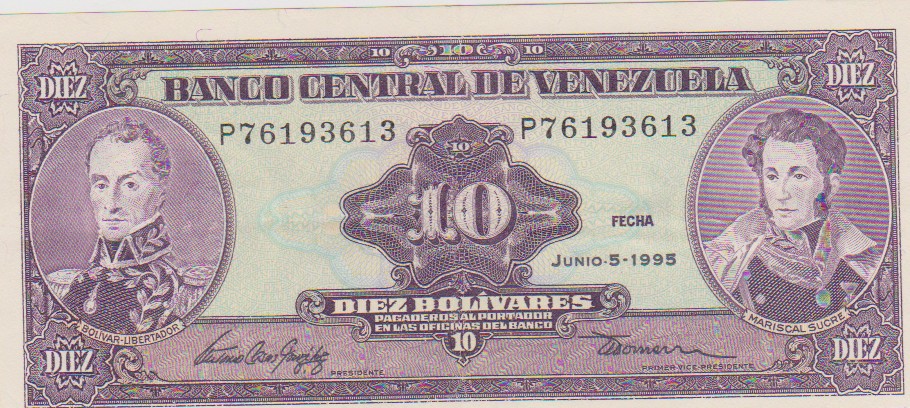 10 10 10
DIEZ DIEZ
BANCO CENTRAL DE VENEZUELA
P76193613 P76193613
10
10
FECHA
JUNIO-5-1995
DIEZ BOLÍVARES
PAGADEROS AL PORTADOR
EN LAS OFICINAS DEL BANCO
BOLIVAR-LIBERTADOR MARISCAL SUCRE
10
DIEZ DIEZ
PRESIDENTE PRIMER VICE-PRESIDENTE